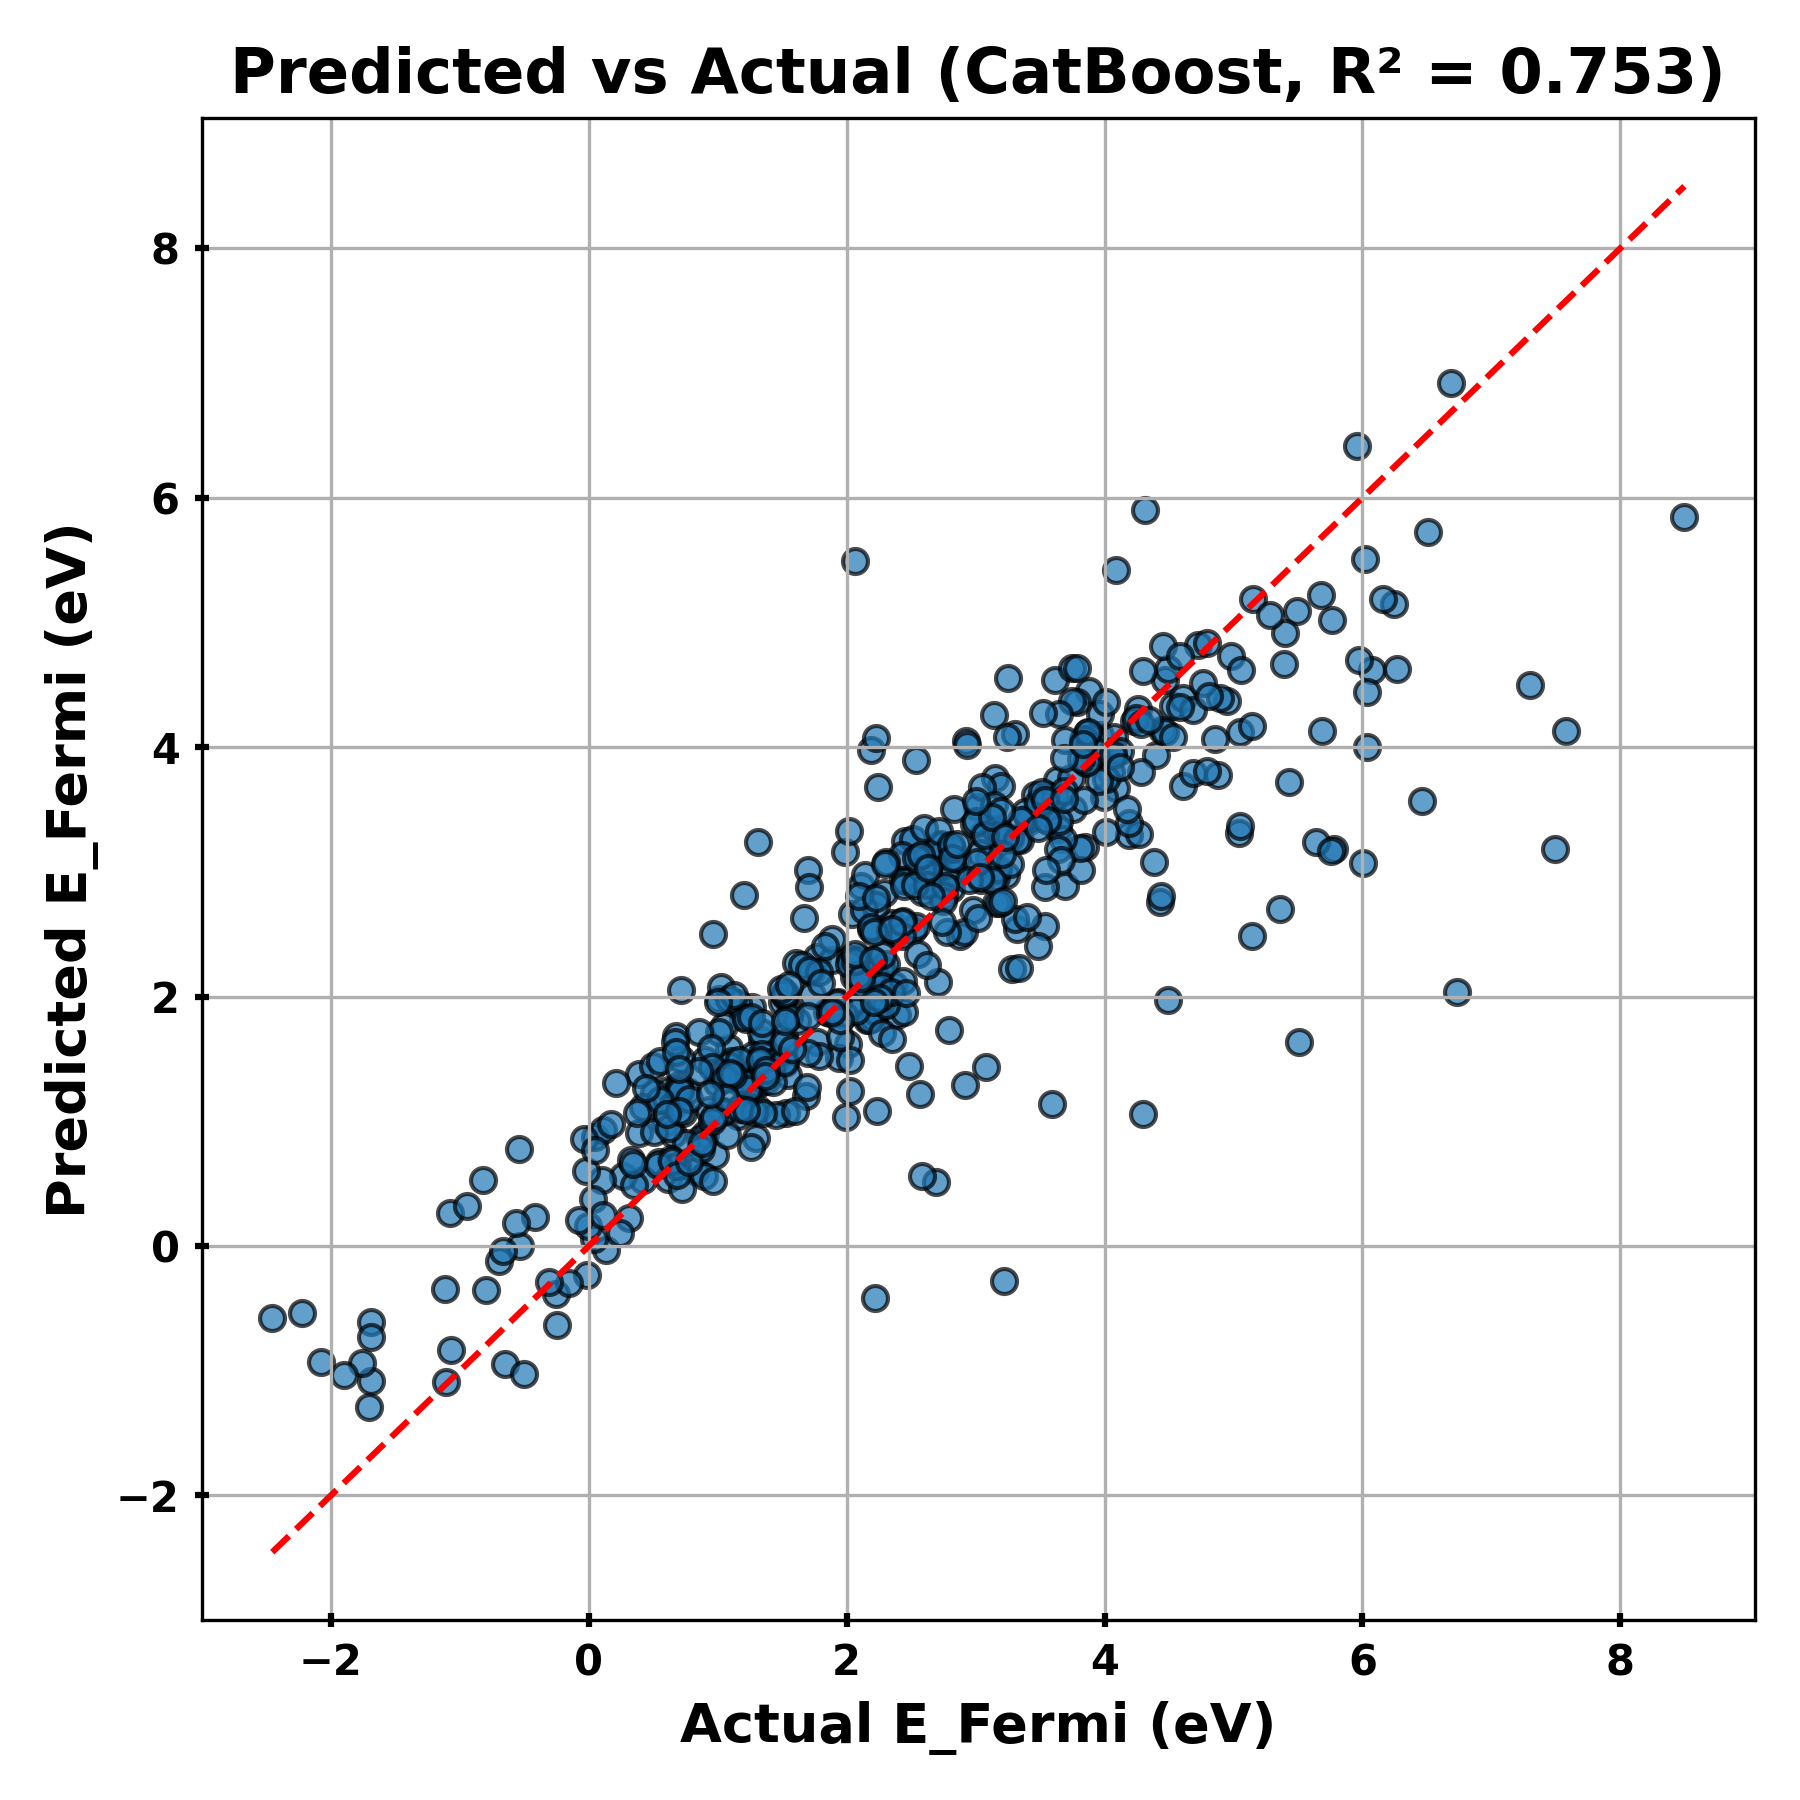 Predicted vs Actual (CatBoost, R² = 0.753)
Predicted E_Fermi (eV)
8
6
4
2
0
−2
−2 0 2 4 6 8
Actual E_Fermi (eV)